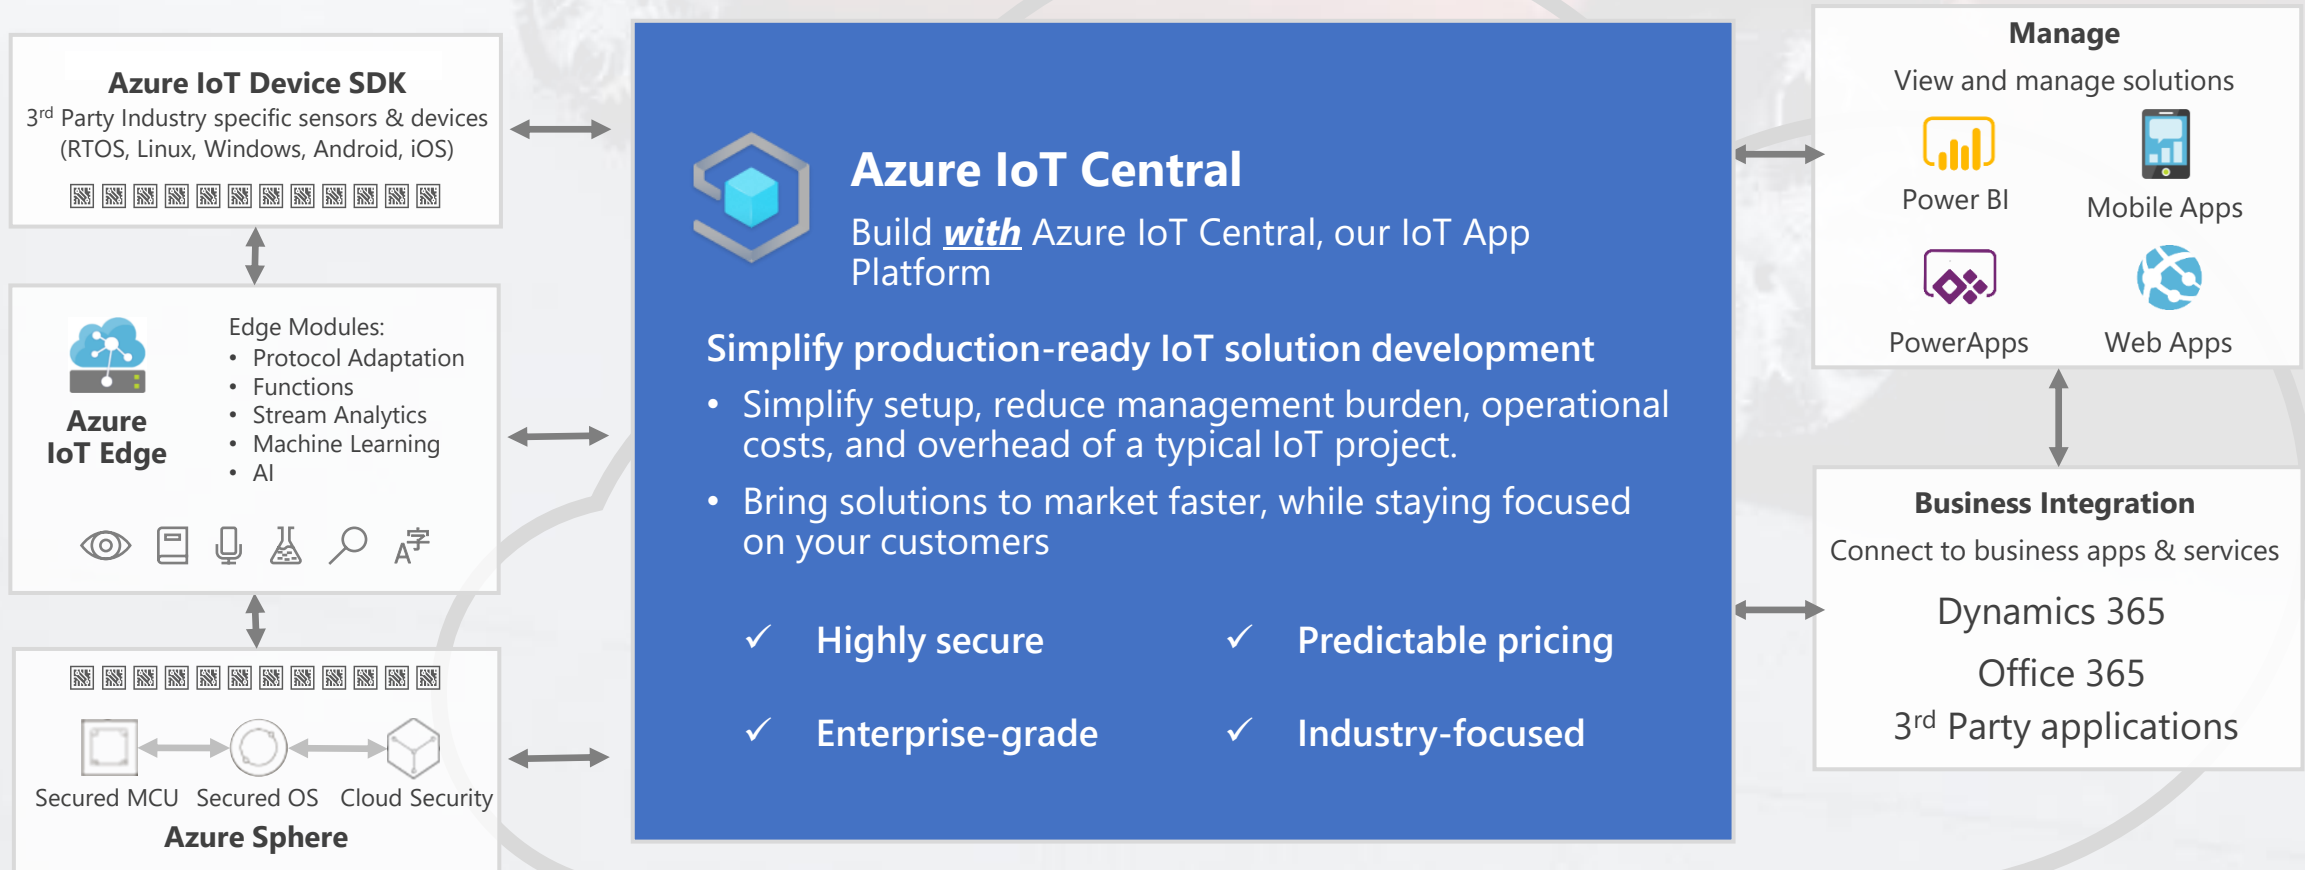 Azure IoT Device SDK
3rd Party Industry specific sensors & devices
(RTOS, Linux, Windows, Android, iOS)
Azure
IoT Edge
Edge Modules:
• Protocol Adaptation
• Functions
• Stream Analytics
• Machine Learning
• AI
A字
Secured MCU Secured OS Cloud Security
Azure Sphere
Azure IoT Central
Build with Azure IoT Central, our IoT App
Platform
Simplify production-ready IoT solution development
• Simplify setup, reduce management burden, operational
costs, and overhead of a typical IoT project.
• Bring solutions to market faster, while staying focused
on your customers
✓ Highly secure
✓ Predictable pricing
✓ Enterprise-grade
✓ Industry-focused
Manage
View and manage solutions
Power BI
Mobile Apps
PowerApps
Web Apps
Business Integration
Connect to business apps & services
Dynamics 365
Office 365
3rd Party applications